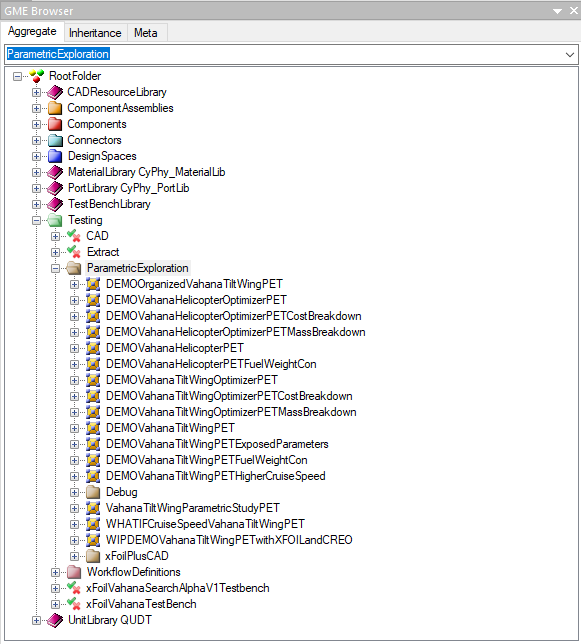 GME Browser
Aggregate Inheritance Meta
ParametricExploration
RootFolder
CADResourceLibrary
ComponentAssemblies
Components
Connectors
DesignSpaces
MaterialLibrary CyPhy_MaterialLib
PortLibrary CyPhy_PortLib
TestBenchLibrary
Testing
CAD
Extract
ParametricExploration
DEMOOrganizedVahanaTiltWingPET
DEMOVahanaHelicopterOptimizerPET
DEMOVahanaHelicopterOptimizerPETCostBreakdown
DEMOVahanaHelicopterOptimizerPETMassBreakdown
DEMOVahanaHelicopterPET
DEMOVahanaHelicopterPETFuelWeightCon
DEMOVahanaTiltWingOptimizerPET
DEMOVahanaTiltWingOptimizerPETCostBreakdown
DEMOVahanaTiltWingOptimizerPETMassBreakdown
DEMOVahanaTiltWingPET
DEMOVahanaTiltWingPETExposedParameters
DEMOVahanaTiltWingPETFuelWeightCon
DEMOVahanaTiltWingPETHigherCruiseSpeed
Debug
VahanaTiltWingParametricStudyPET
WHATIFCruiseSpeedVahanaTiltWingPET
WIPDEMOVahanaTiltWingPETwithXFOILandCREO
xFoilPlusCAD
WorkflowDefinitions
xFoilVahanaSearchAlphaV1Testbench
xFoilVahanaTestBench
UnitLibrary QUDT